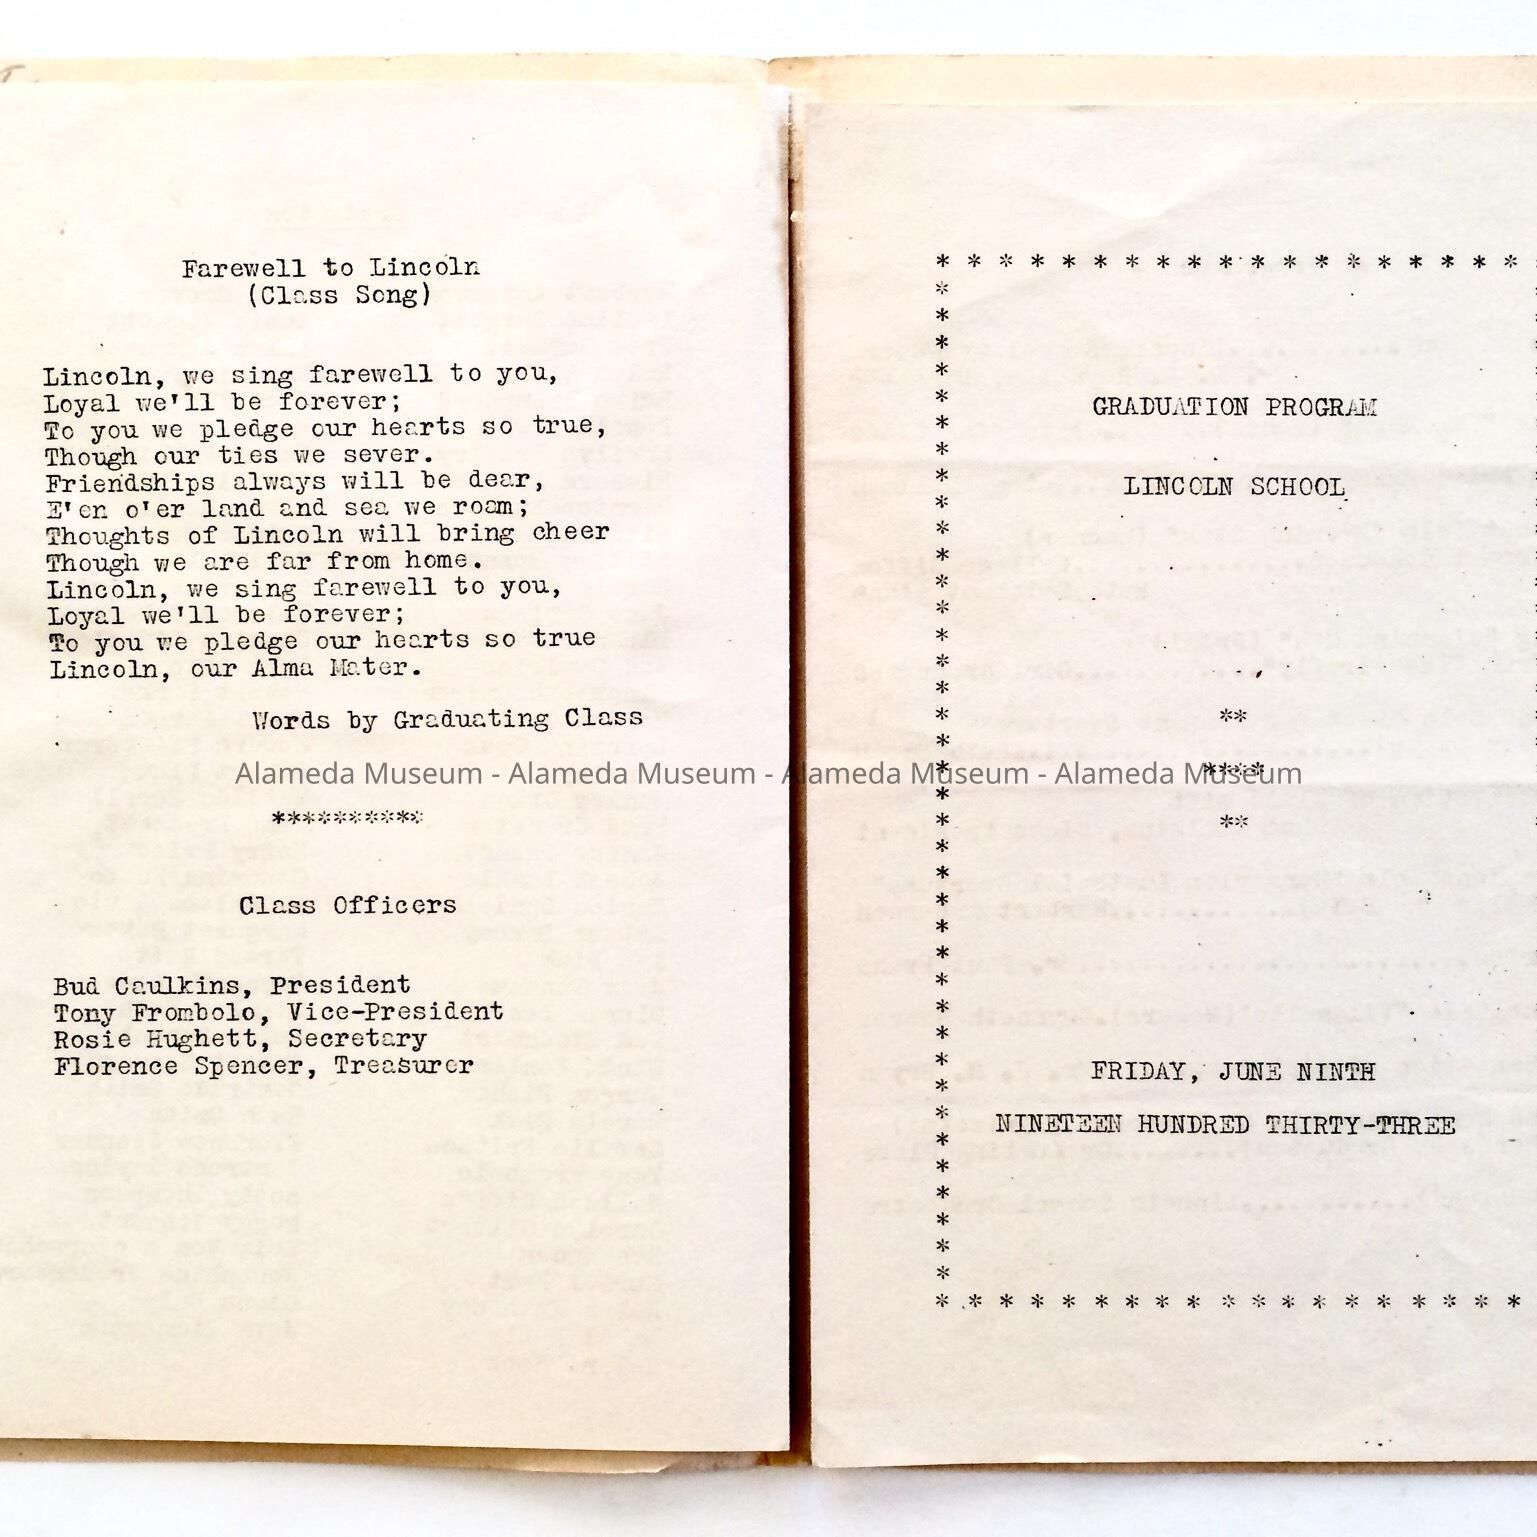 Farewell to Lincoln
(Class Song)
Lincoln, we sing farewell to you,
Loyal we'll be forever;
To you we pledge our hearts so true,
Though our ties we sever.
Friendships always will be dear,
E'en o'er land and sea we roam;
Thoughts of Lincoln will bring cheer
Though we are far from home.
Lincoln, we sing farewell to you,
Loyal we'll be forever;
To you we pledge our hearts so true
Lincoln, our Alma Mater.
Words by Graduating Class
**********
Class Officers
Bud Caulkins, President
Tony Frombolo, Vice-President
Rosie Hughett, Secretary
Florence Spencer, Treasurer
GRADUATION PROGRAM
LINCOLN SCHOOL
**
****
**
FRIDAY, JUNE NINTH
NINETEEN HUNDRED THIRTY-THREE
Alameda Museum - Alameda Museum - Alameda Museum - Alameda Museum